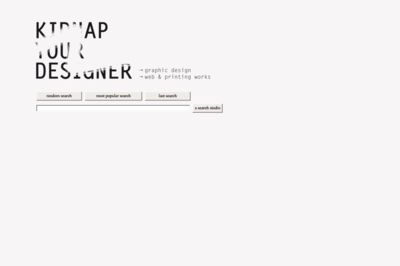 KIDNAP
YOUR
DESIGNER
→ graphic design
→ web & printing works
random search
most popular search
last search
a search studio